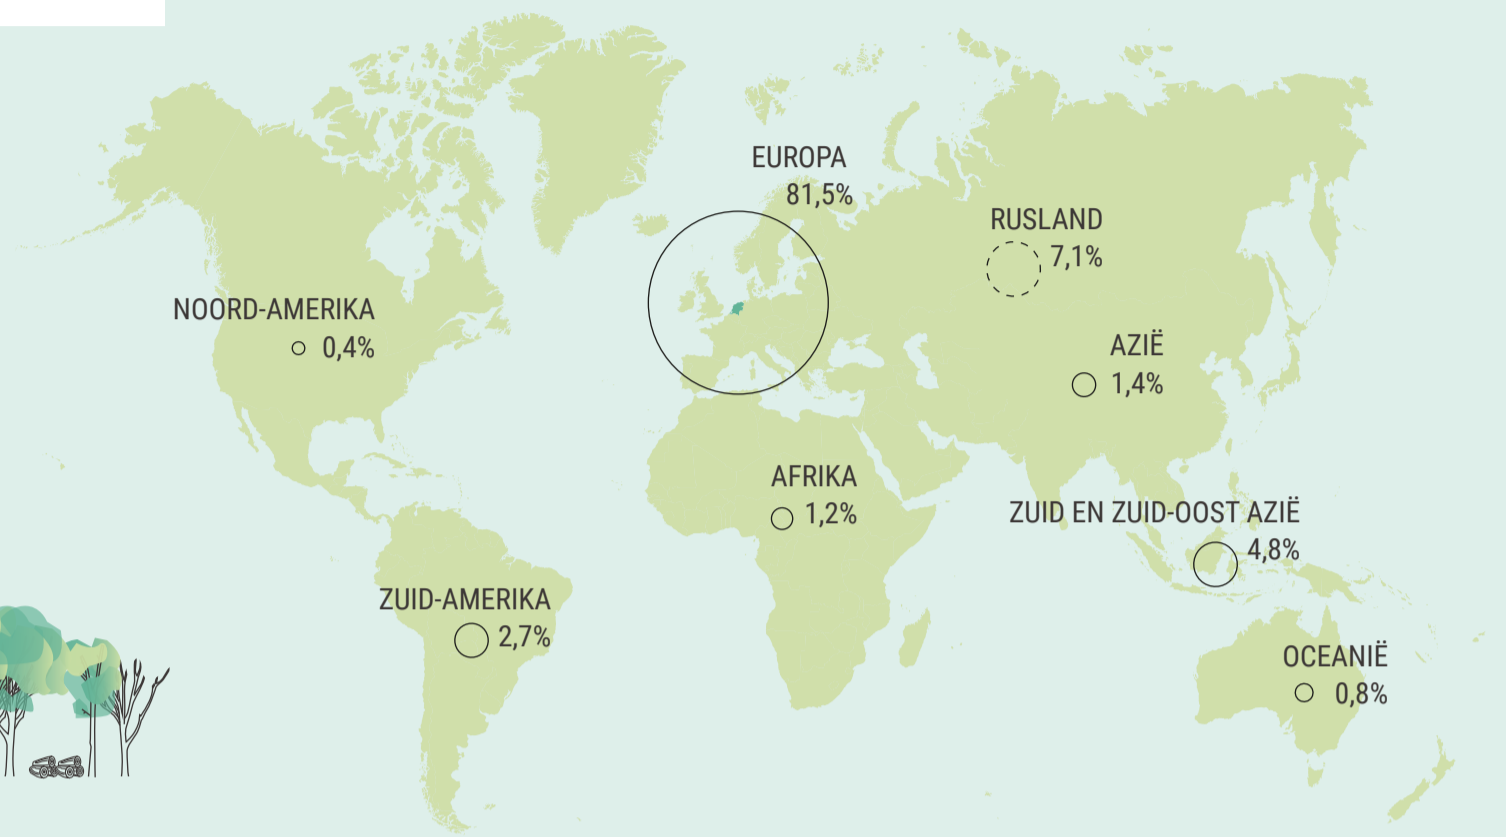 EUROPA
81,5%
RUSLAND
7,1%
NOORD-AMERIKA
0,4%
AZIË
1,4%
AFRIKA
1,2%
ZUID EN ZUID-OOST AZIË
4,8%
ZUID-AMERIKA
2,7%
OCEANIË
0,8%